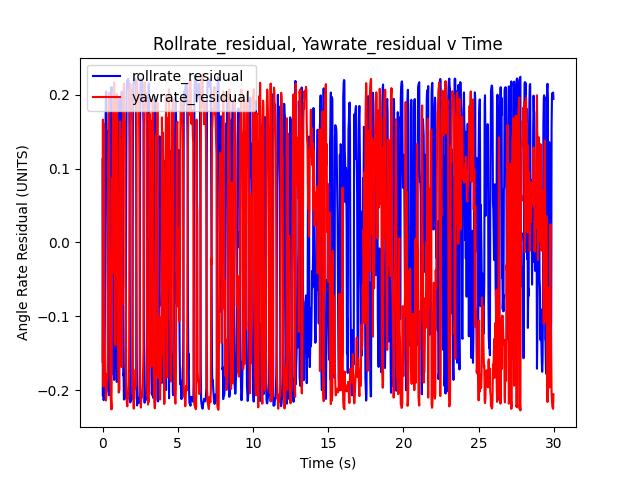 Rollrate_residual, Yawrate_residual v Time
rollrate_residual
yawrate_residual
Angle Rate Residual (UNITS)
0.2
0.1
0.0
−0.1
−0.2
0 5 10 15 20 25 30
Time (s)